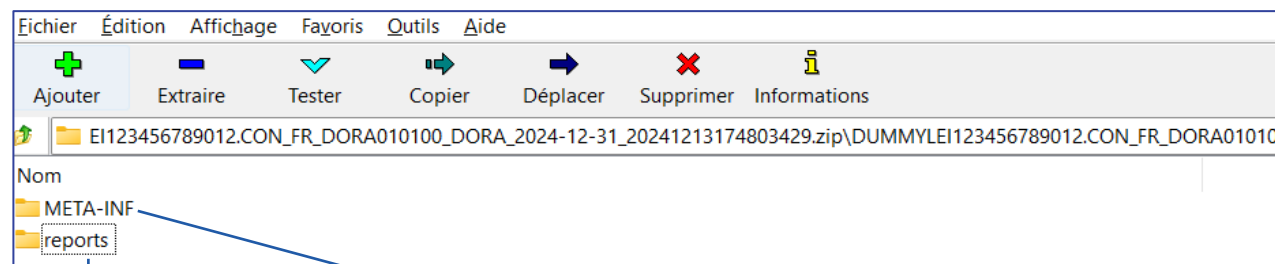 Fichier Édition Affichage Favoris Outils Aide
Ajouter Extraire Tester Copier Déplacer Supprimer Informations
EI123456789012.CON_FR_DORA010100_DORA_2024-12-31_20241213174803429.zip\DUMMYLEI123456789012.CON_FR_DORA01010
Nom
META-INF
reports